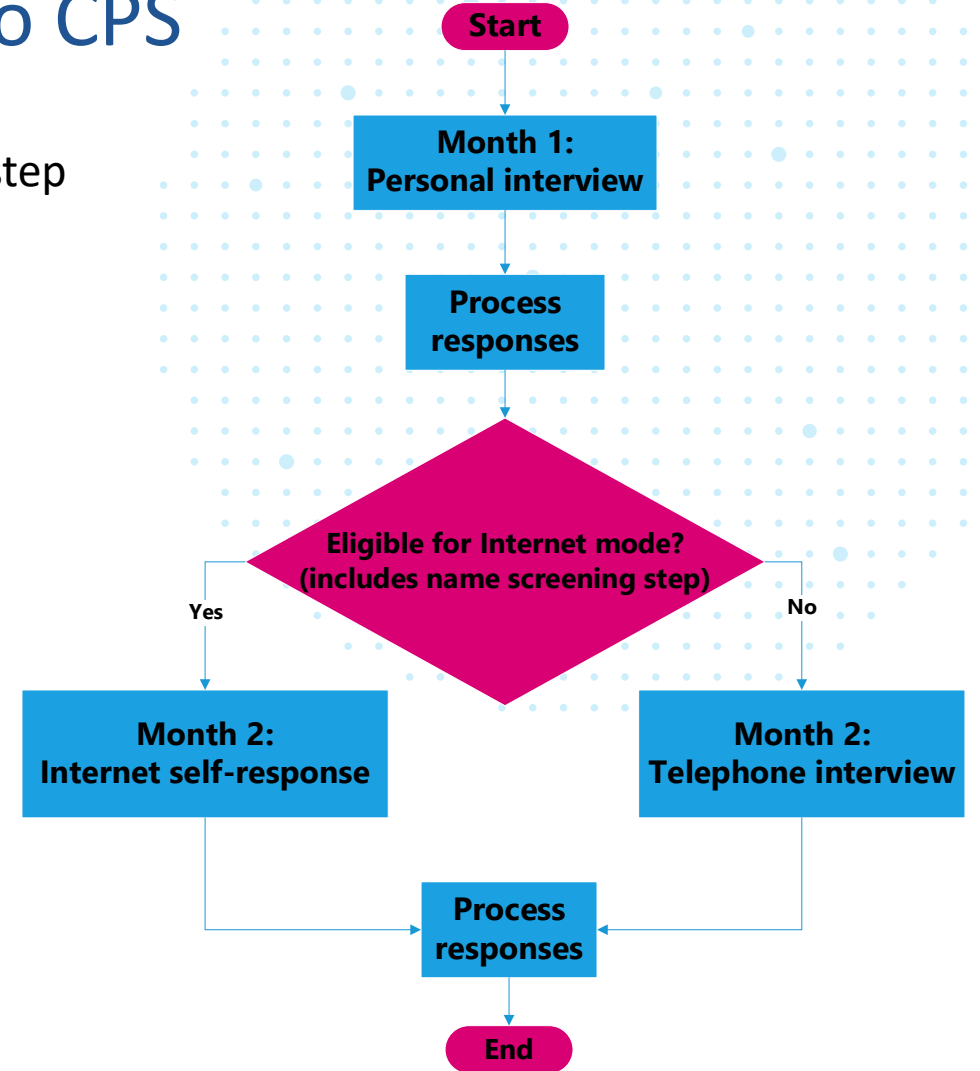 o CPS
step
Start
Month 1:
Personal interview
Process
responses
Eligible for Internet mode?
(includes name screening step)
Yes
No
Month 2:
Internet self-response
Month 2:
Telephone interview
Process
responses
End